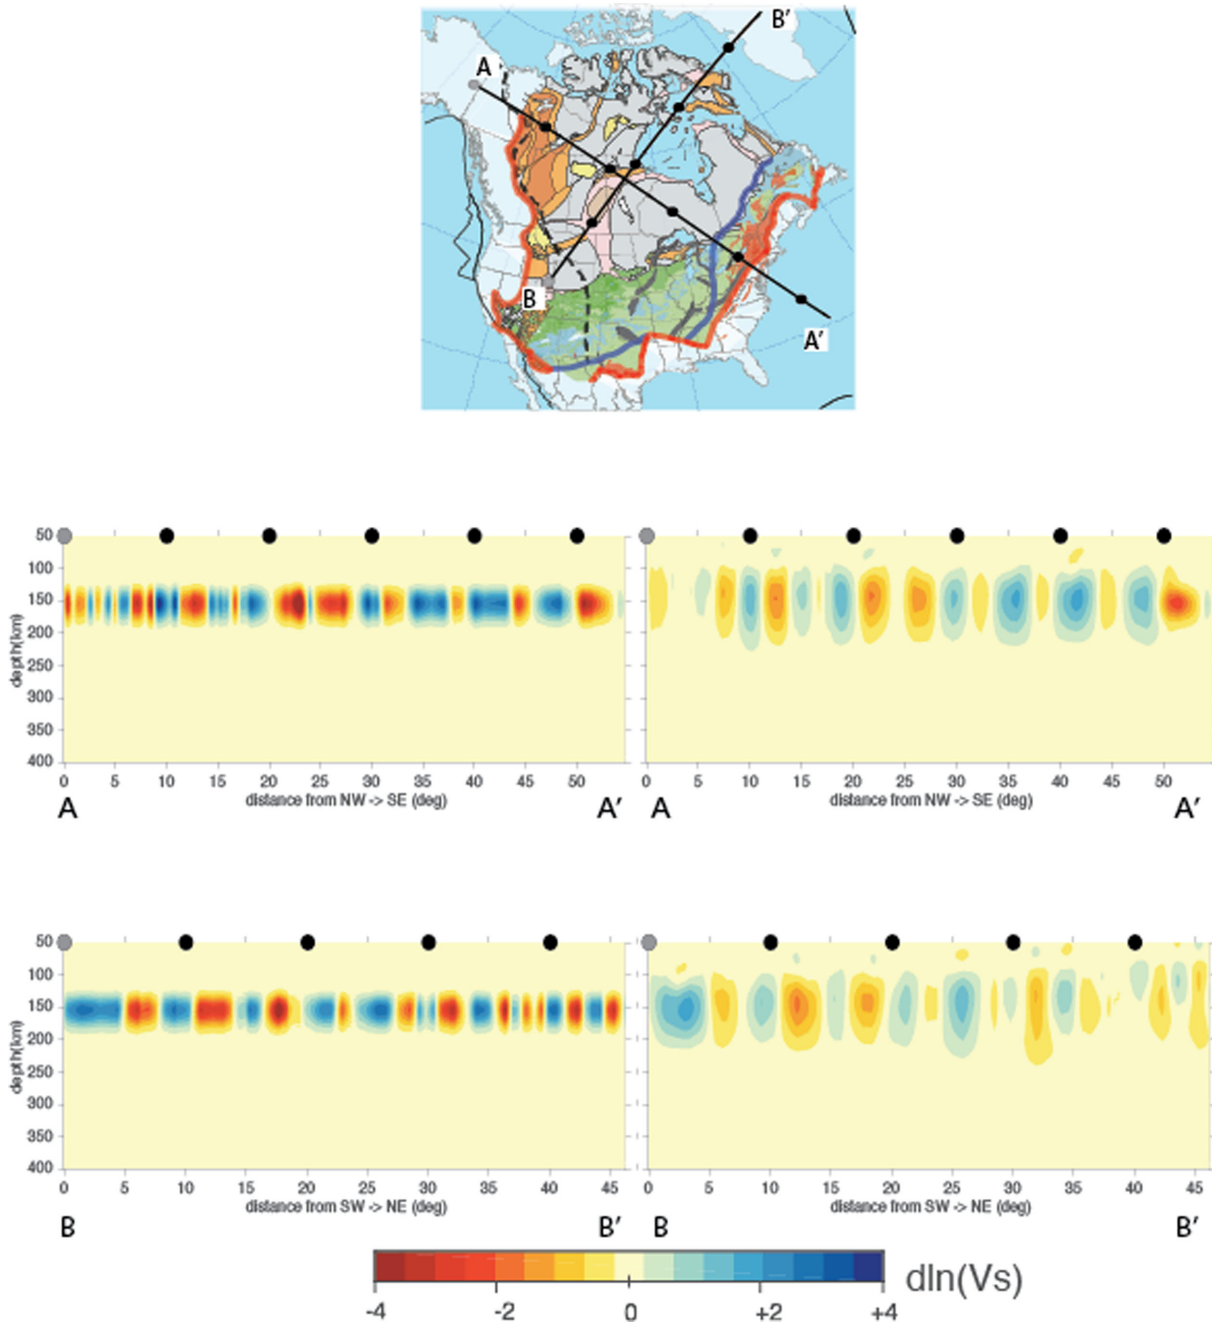 B′
A
B
A′
50
100
150
200
250
300
350
400
depth(km)
0 5 10 15 20 25 30 35 40 45 50
distance from NW -> SE (deg)
A A′
0 5 10 15 20 25 30 35 40 45 50
distance from NW -> SE (deg)
A A′
50
100
150
200
250
300
350
400
depth(km)
0 5 10 15 20 25 30 35 40 45
distance from SW -> NE (deg)
B B′
0 5 10 15 20 25 30 35 40 45
distance from SW -> NE (deg)
B B′
dln(Vs)
-4 -2 0 +2 +4